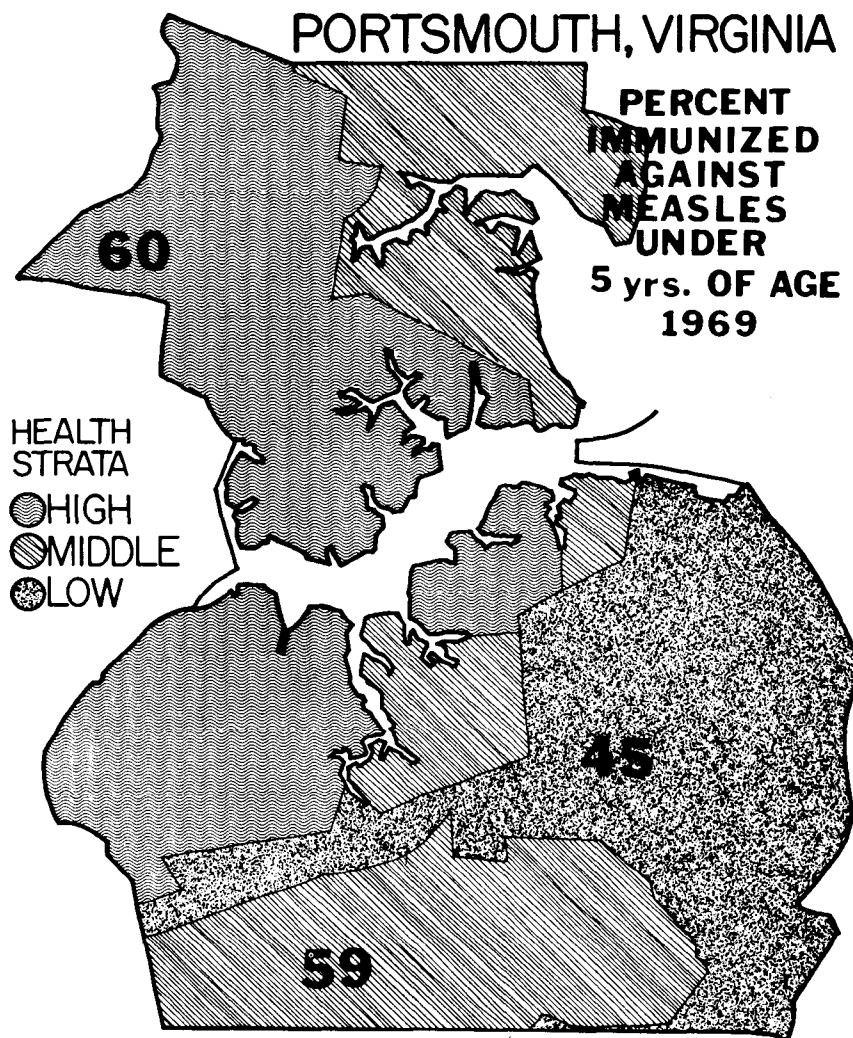 PORTSMOUTH, VIRGINIA
PERCENT
IMMUNIZED
AGAINST
MEASLES
UNDER
5 yrs. OF AGE
1969
60
HEALTH
STRATA
HIGH
MIDDLE
LOW
45
59